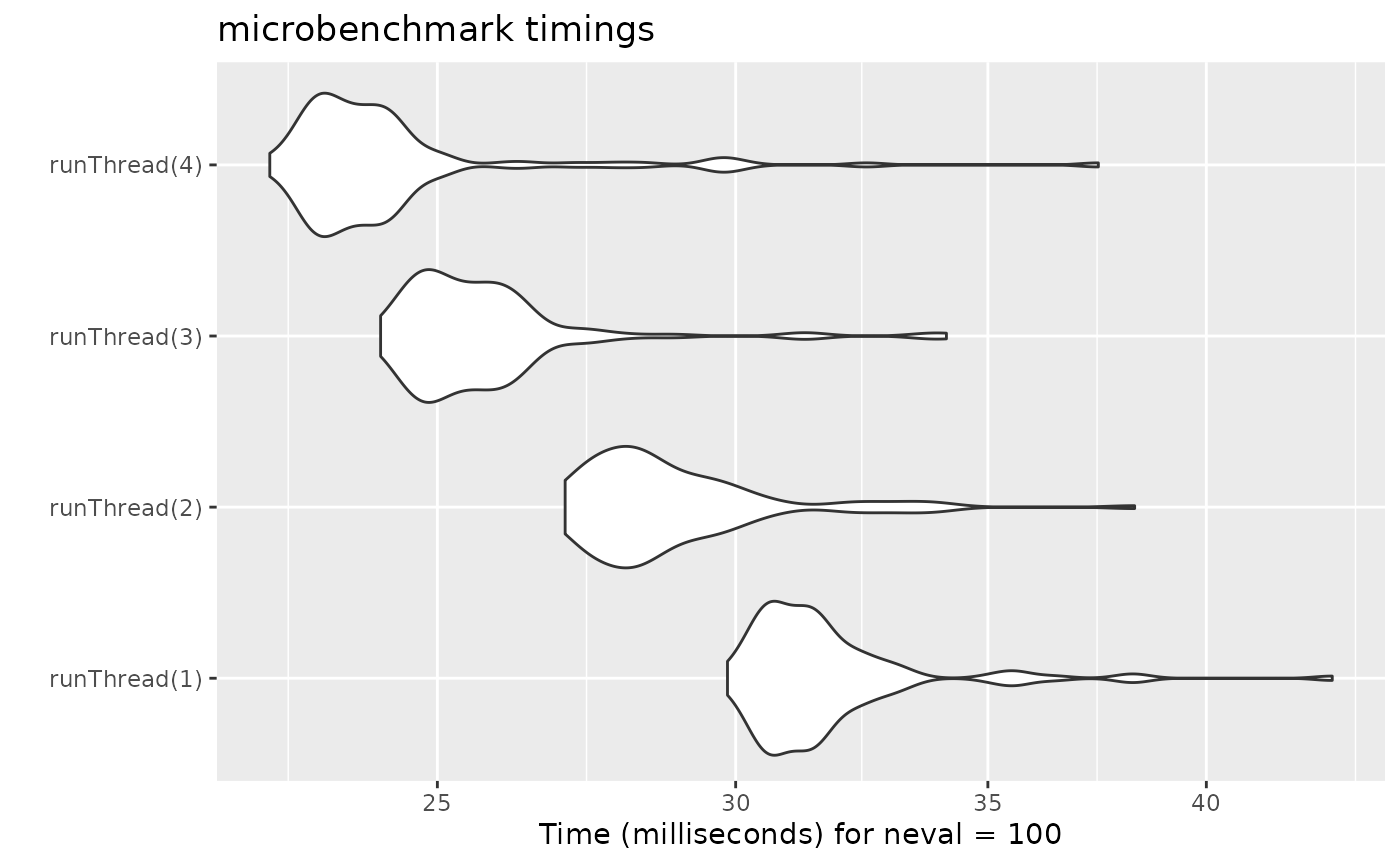 microbenchmark timings
runThread(4)
runThread(3)
runThread(2)
runThread(1)
25 30 35 40
Time (milliseconds) for neval = 100